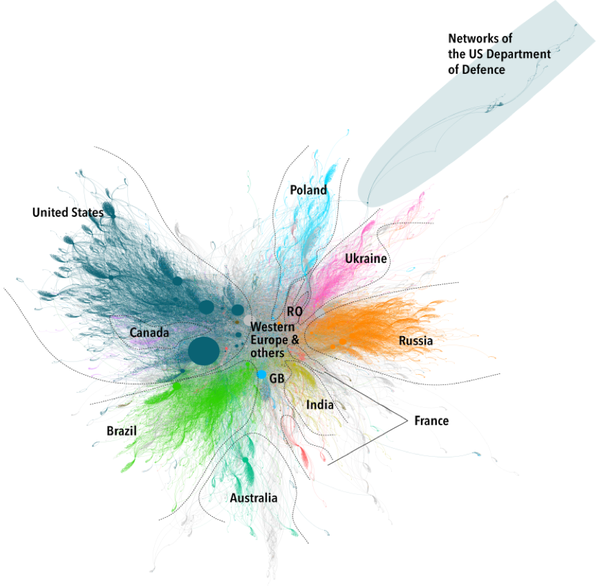 Networks of
the US Department
of Defence
Poland
United States
Ukraine
RO
Western
Europe &
others
Canada
Russia
GB
India
France
Brazil
Australia